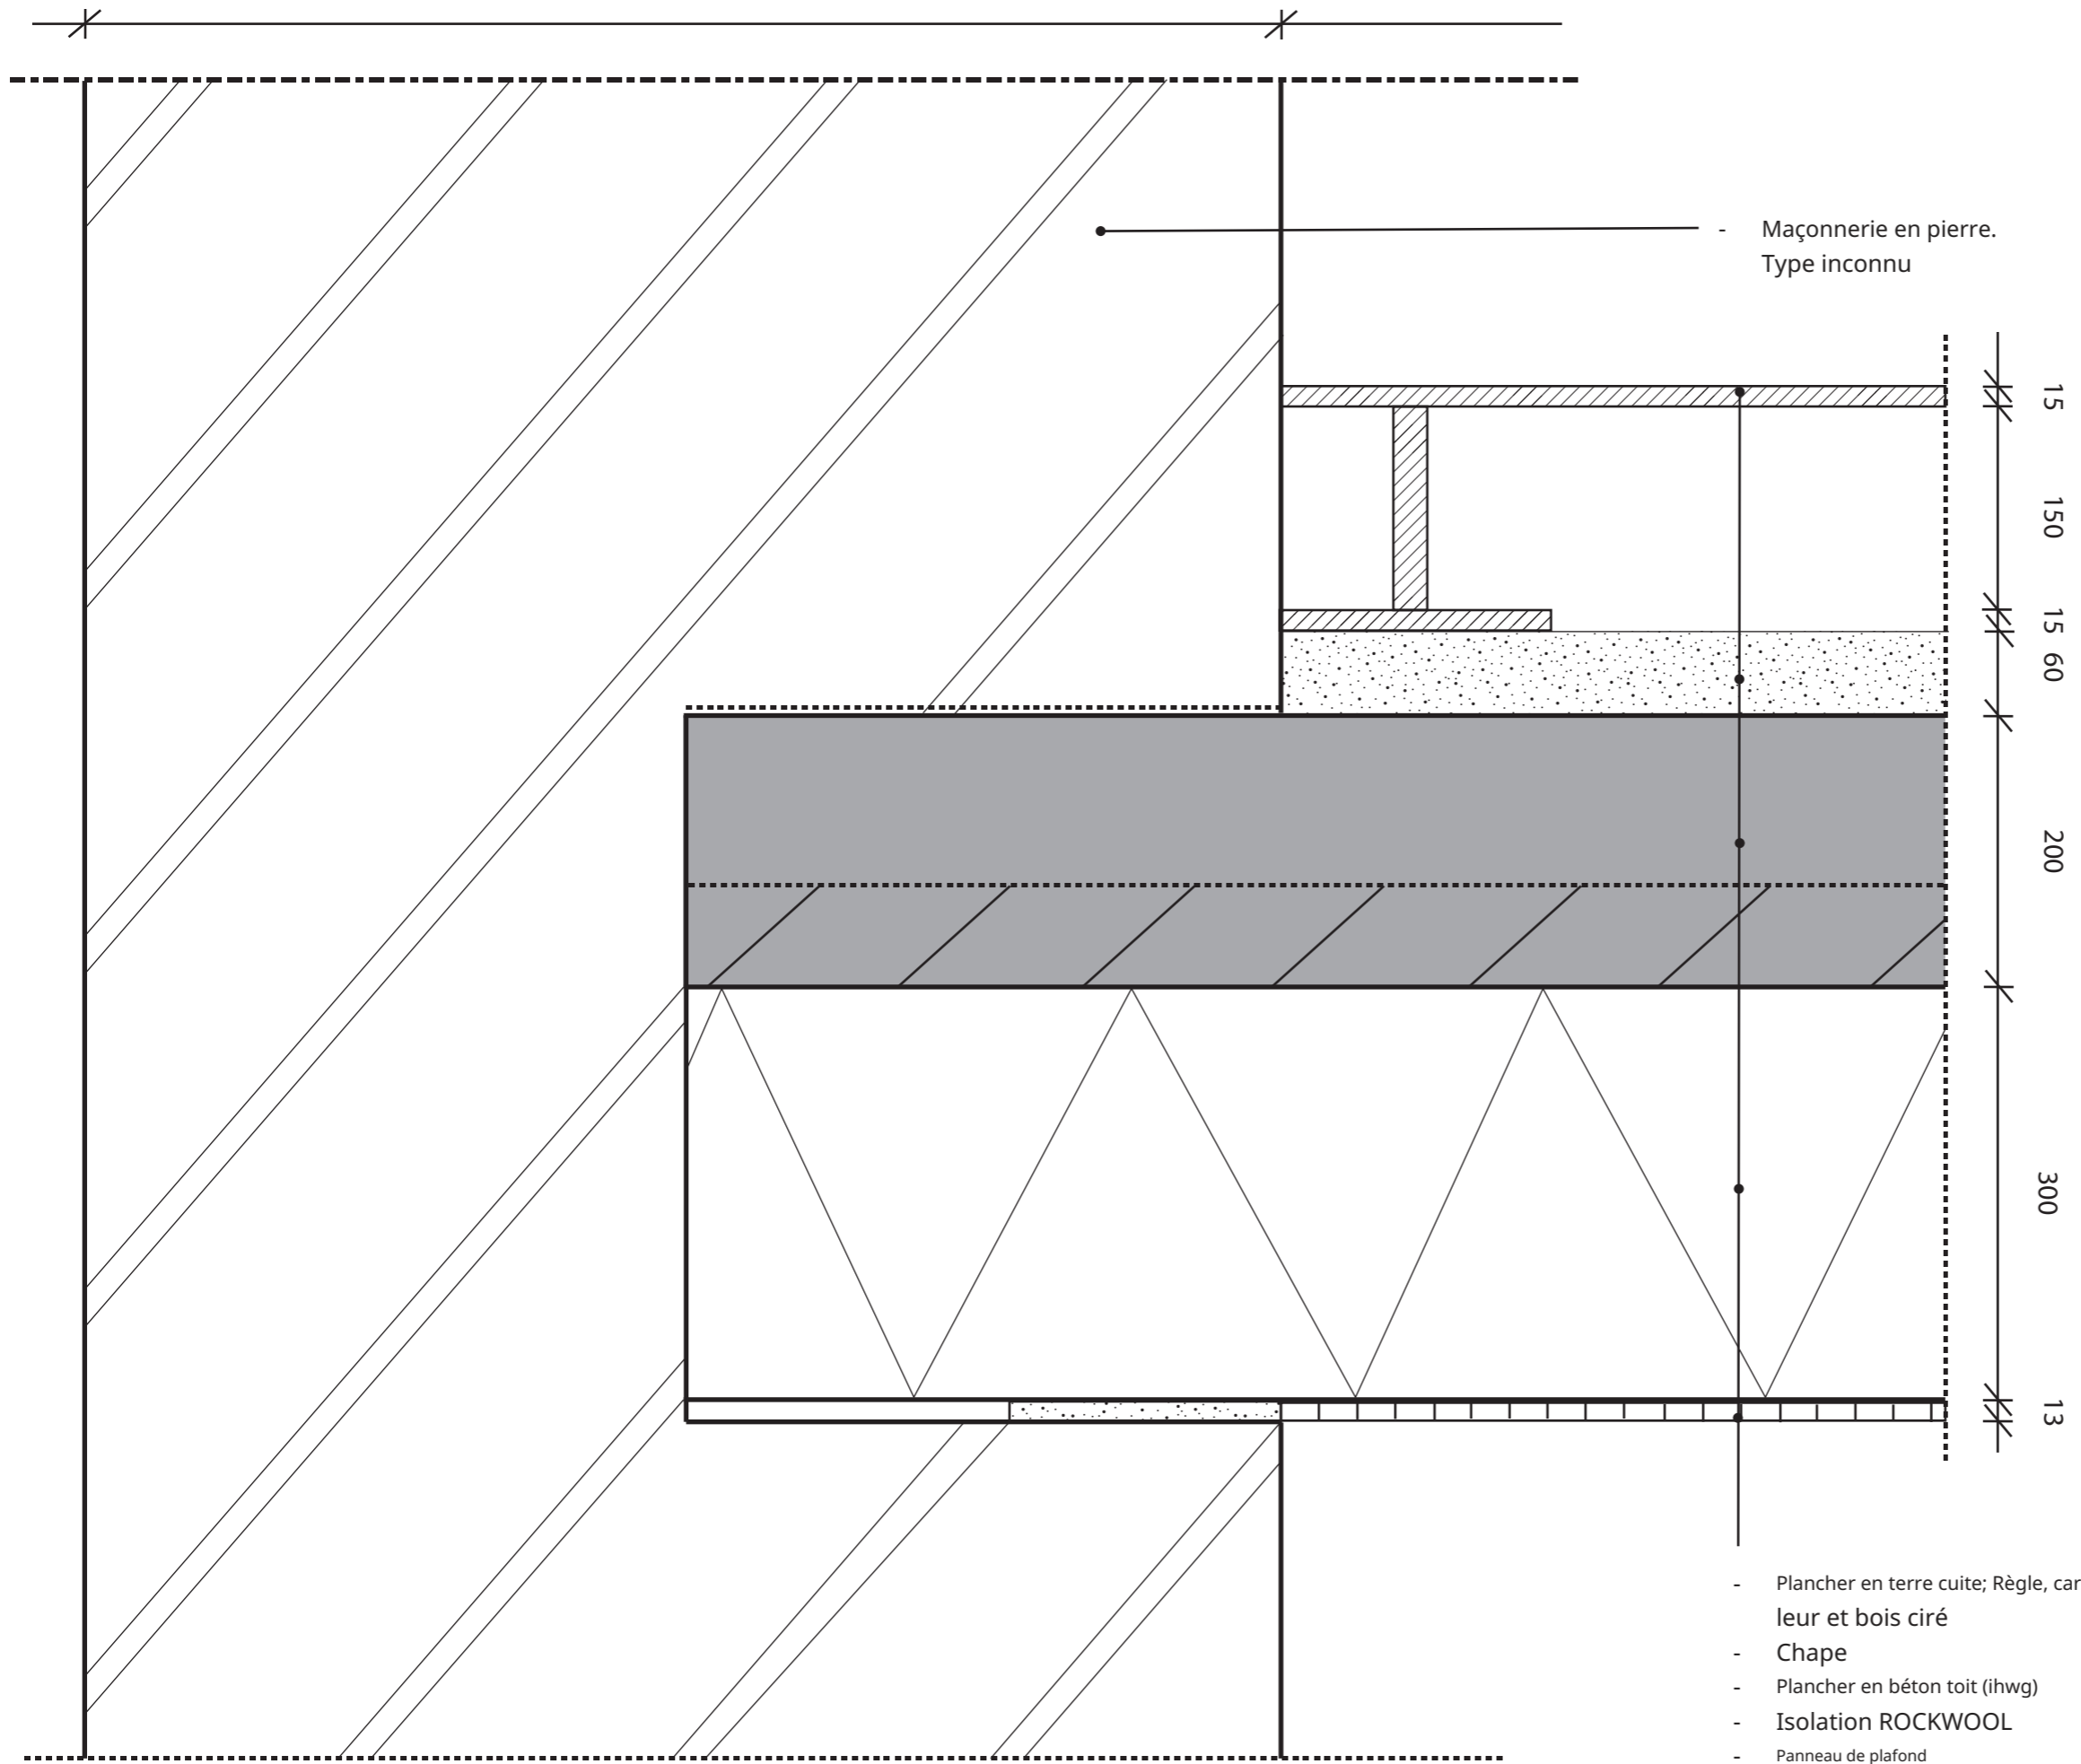 - Maçonnerie en pierre.
Type inconnu
15
150
15
60
200
300
13
- Plancher en terre cuite; Règle, car
leur et bois ciré
- Chape
- Plancher en béton toit (ihwg)
- Isolation ROCKWOOL
- Panneau de plafond